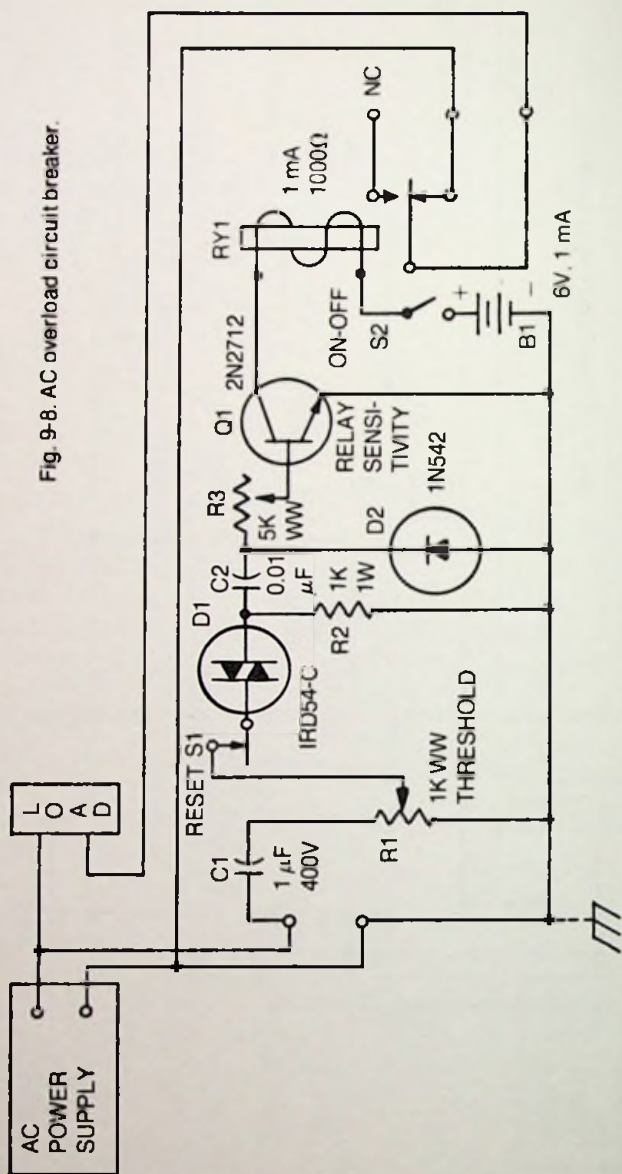 AC
POWER
SUPPLY
L
O
A
D
Fig. 9-8. AC overload circuit breaker.
C1
1 μF
400V
R1
1K WW
THRESHOLD
RESET S1
D1
IRD54-C
C2
0.01
μF
R2
1K
1W
R3
5K
WW
D2
1N542
Q1
2N2712
RELAY
SENSI-
TIVITY
RY1
1 mA
1000Ω
ON-OFF
S2
+
B1
-
6V, 1 mA
NC